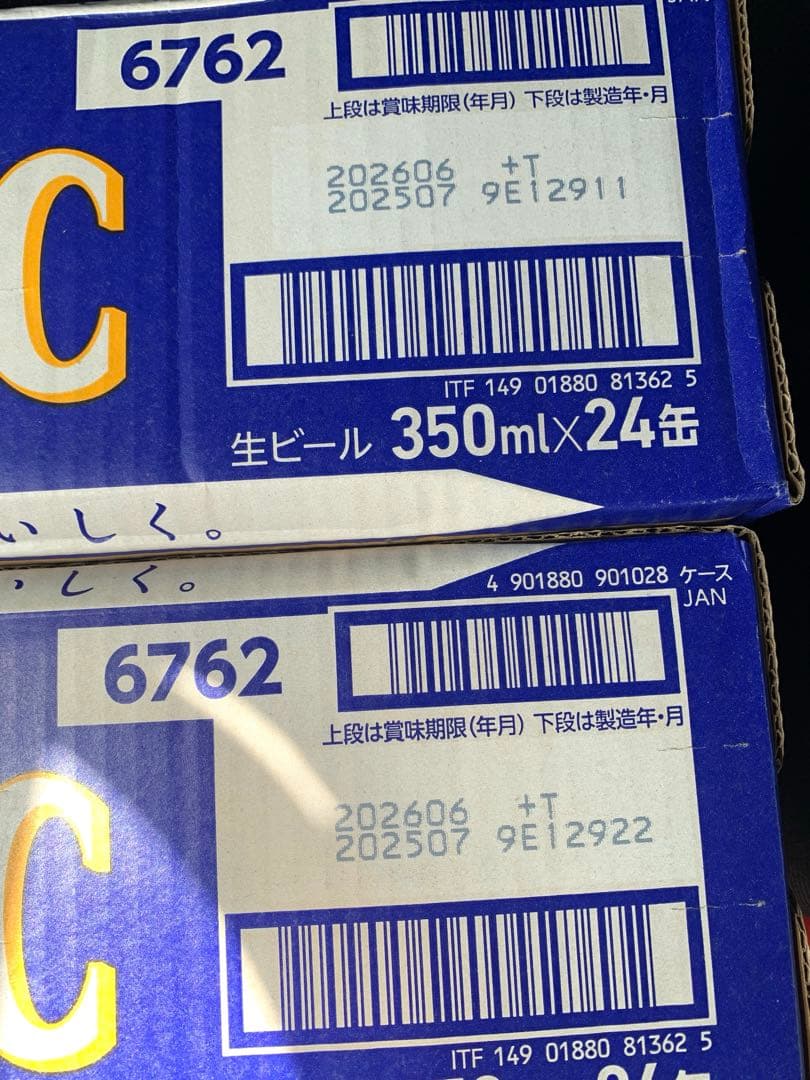 6762
上段は賞味期限(年月) 下段は製造年・月
202606 +T
202507 9E12911
C
ITF 149 01880 81362 5
生ビール 350ml×24缶
いしく。
しく。
4 901880 901028 ケース
JAN
6762
上段は賞味期限(年月) 下段は製造年・月
202606 +T
202507 9E12922
C
ITF 149 01880 81362 5